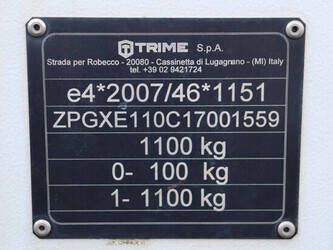 TRIME S.p.A.
Strada per Robecco - 20080 - Cassinetta di Lugagnano - (MI) Italy
tel. +39 02 9421724
e4*2007/46*1151
ZPGXE110C17001559
1100 kg
0- 100 kg
1- 1100 kg